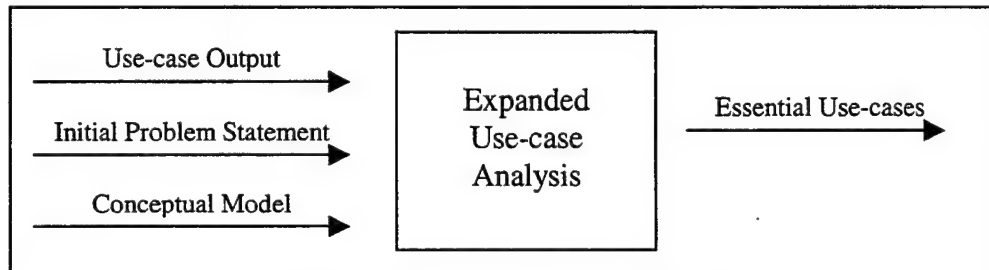 Use-case Output
Initial Problem Statement
Conceptual Model
Expanded
Use-case
Analysis
Essential Use-cases